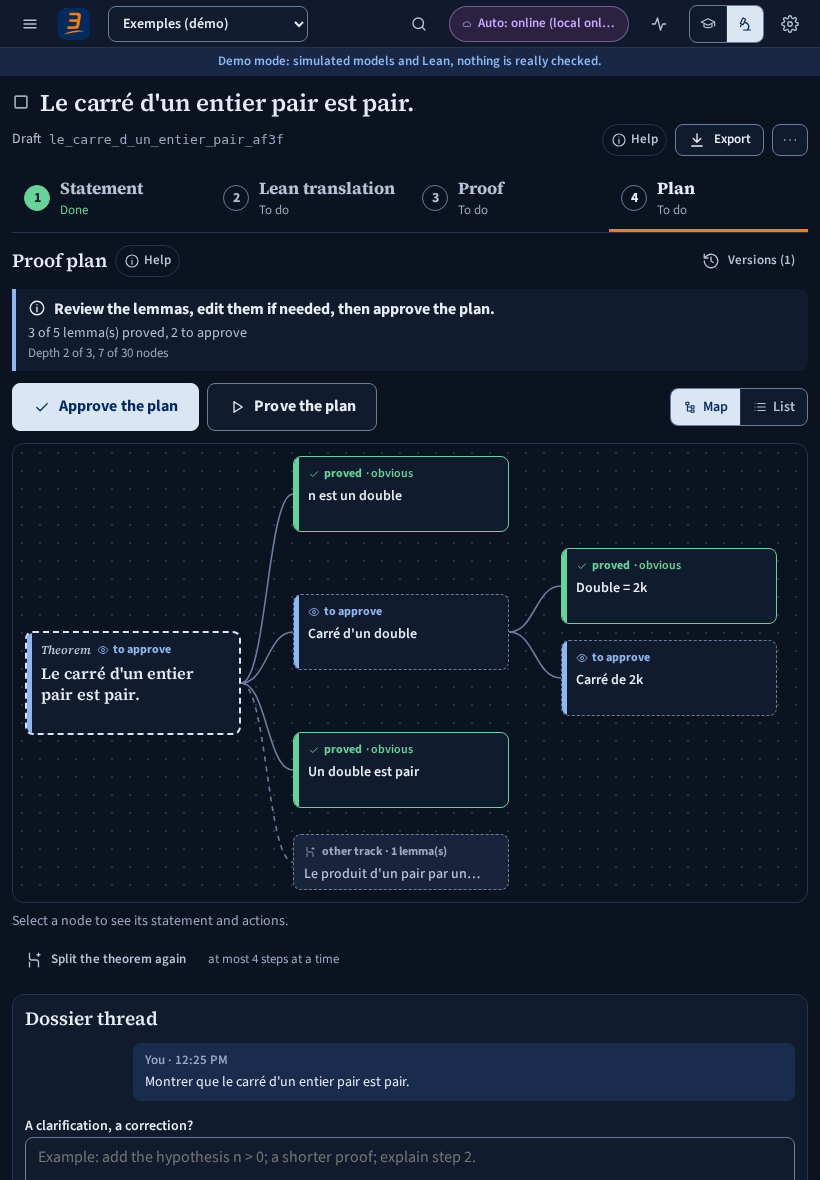 Exemples (démo)
Auto: online (local onl...
Demo mode: simulated models and Lean, nothing is really checked.
Le carré d'un entier pair est pair.
Draft le_carre_d_un_entier_pair_af3f
Help
Export
...
1 Statement
Done
2 Lean translation
To do
3 Proof
To do
4 Plan
To do
Proof plan
Help
Versions (1)
Review the lemmas, edit them if needed, then approve the plan.
3 of 5 lemma(s) proved, 2 to approve
Depth 2 of 3, 7 of 30 nodes
Approve the plan
Prove the plan
Map
List
proved · obvious
n est un double
proved · obvious
Double = 2k
to approve
Carré d'un double
Theorem to approve
Le carré d'un entier
pair est pair.
to approve
Carré de 2k
proved · obvious
Un double est pair
other track · 1 lemma(s)
Le produit d'un pair par un...
Select a node to see its statement and actions.
Split the theorem again
at most 4 steps at a time
Dossier thread
You · 12:25 PM
Montrer que le carré d'un entier pair est pair.
A clarification, a correction?
Example: add the hypothesis n > 0; a shorter proof; explain step 2.